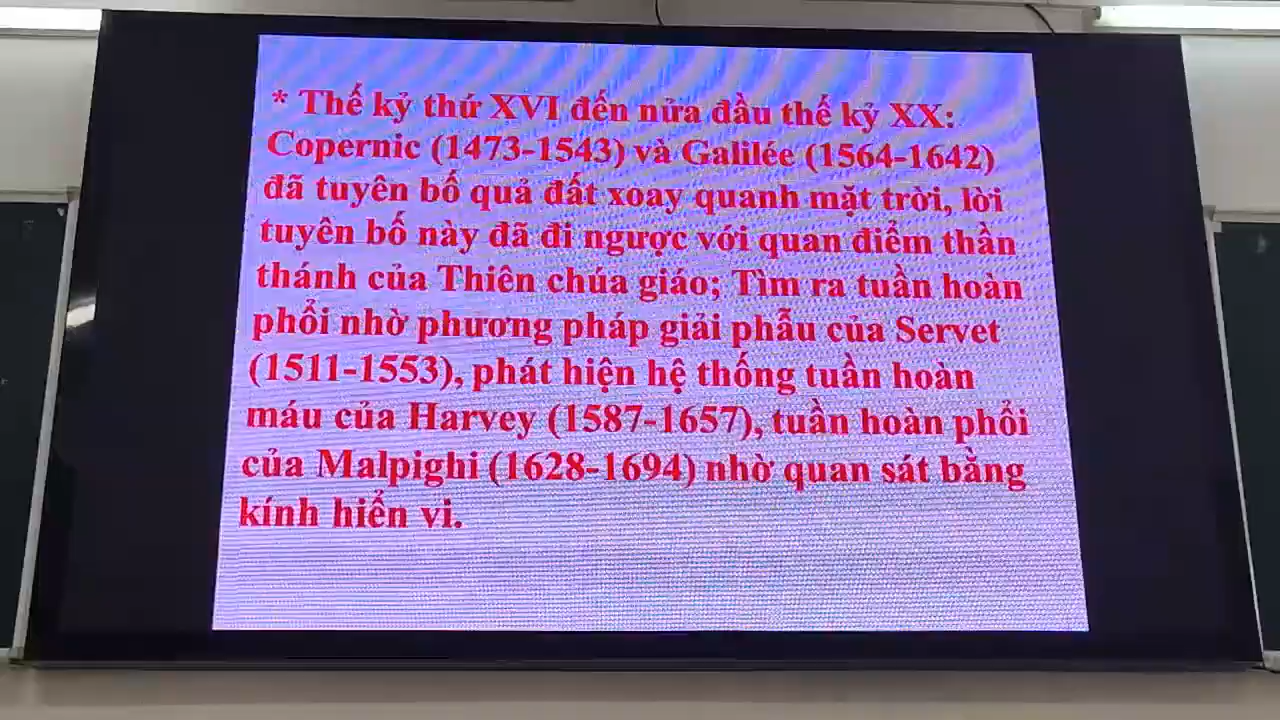 * Thế kỷ thứ XVI đến nửa đầu thế kỷ XX:
Copernic (1473-1543) và Galilée (1564-1642)
đã tuyên bố quả đất xoay quanh mặt trời, lời
tuyên bố này đã đi ngược với quan điểm thần
thánh của Thiên chúa giáo; Tìm ra tuần hoàn
phổi nhờ phương pháp giải phẫu của Servet
(1511-1553), phát hiện hệ thống tuần hoàn
máu của Harvey (1587-1657), tuần hoàn phổi
của Malpighi (1628-1694) nhờ quan sát bằng
kính hiển vi.